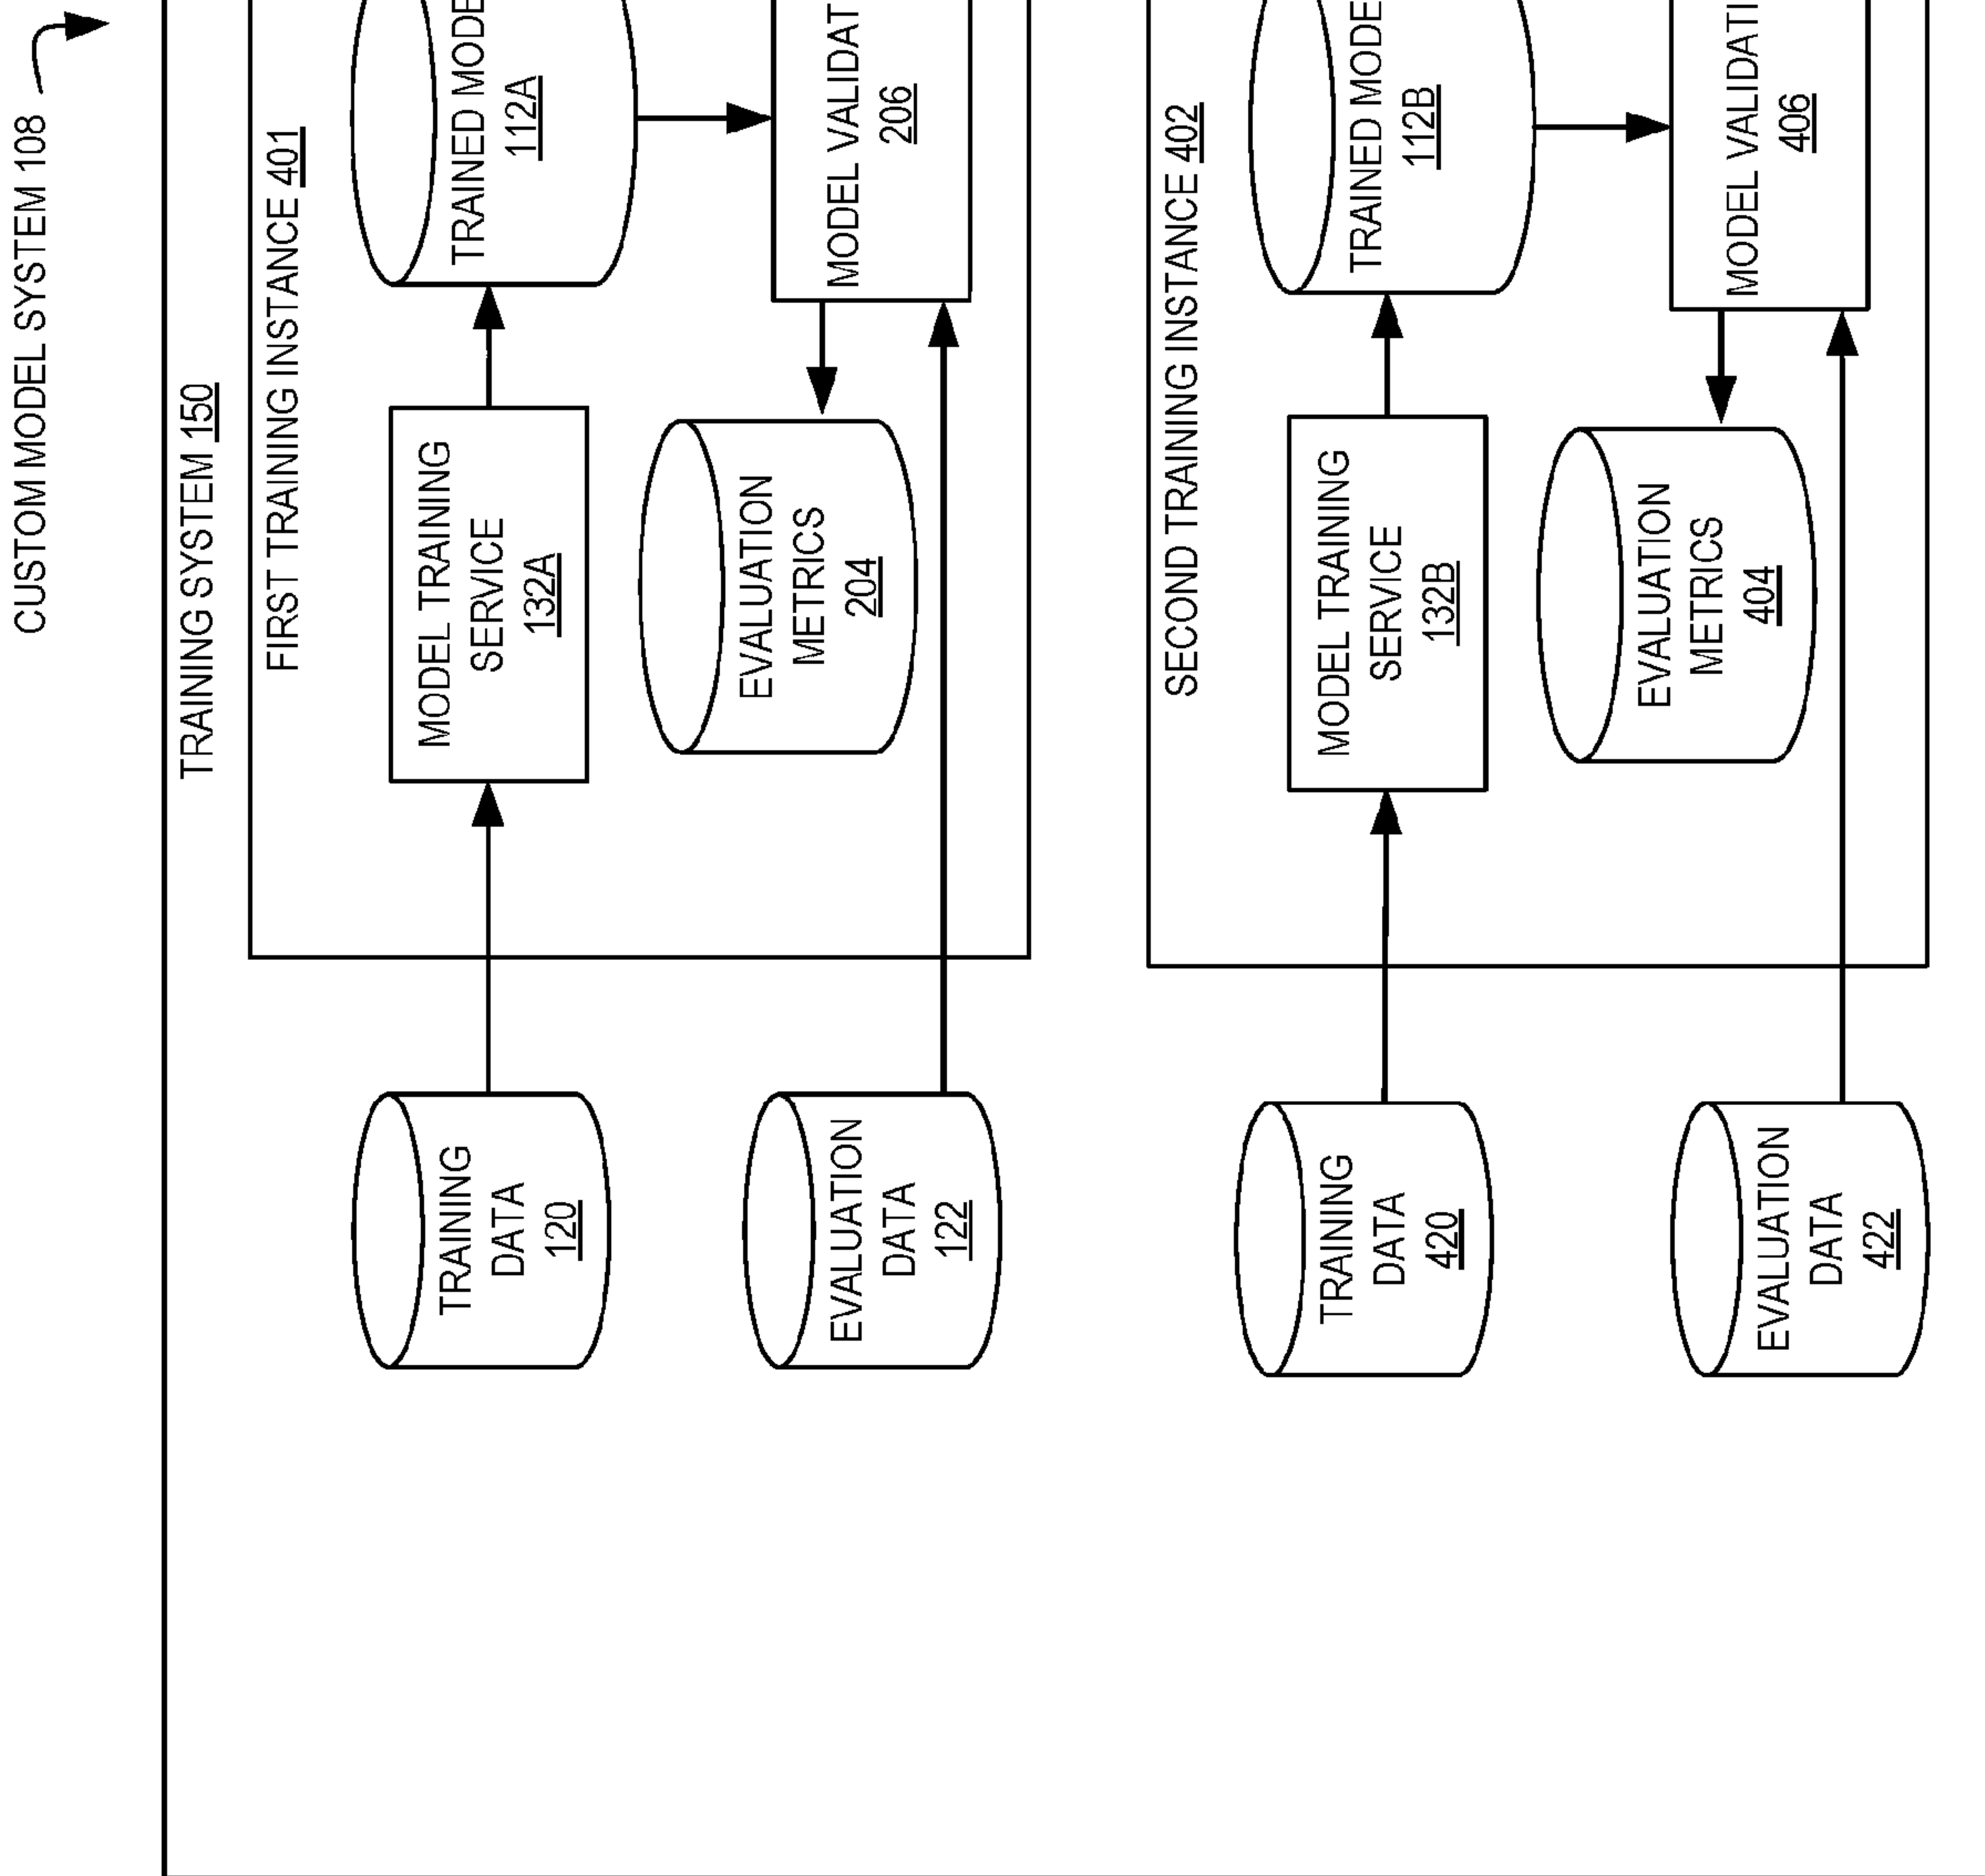 CUSTOM MODEL SYSTEM 108
TRAINING SYSTEM 150
FIRST TRAINING INSTANCE 401
TRAINING
DATA
120
MODEL TRAINING
SERVICE
132A
TRAINED MODE
112A
EVALUATION
METRICS
204
MODEL VALIDAT
206
EVALUATION
DATA
122
SECOND TRAINING INSTANCE 402
TRAINING
DATA
420
MODEL TRAINING
SERVICE
132B
TRAINED MODE
112B
EVALUATION
METRICS
404
MODEL VALIDATI
406
EVALUATION
DATA
422